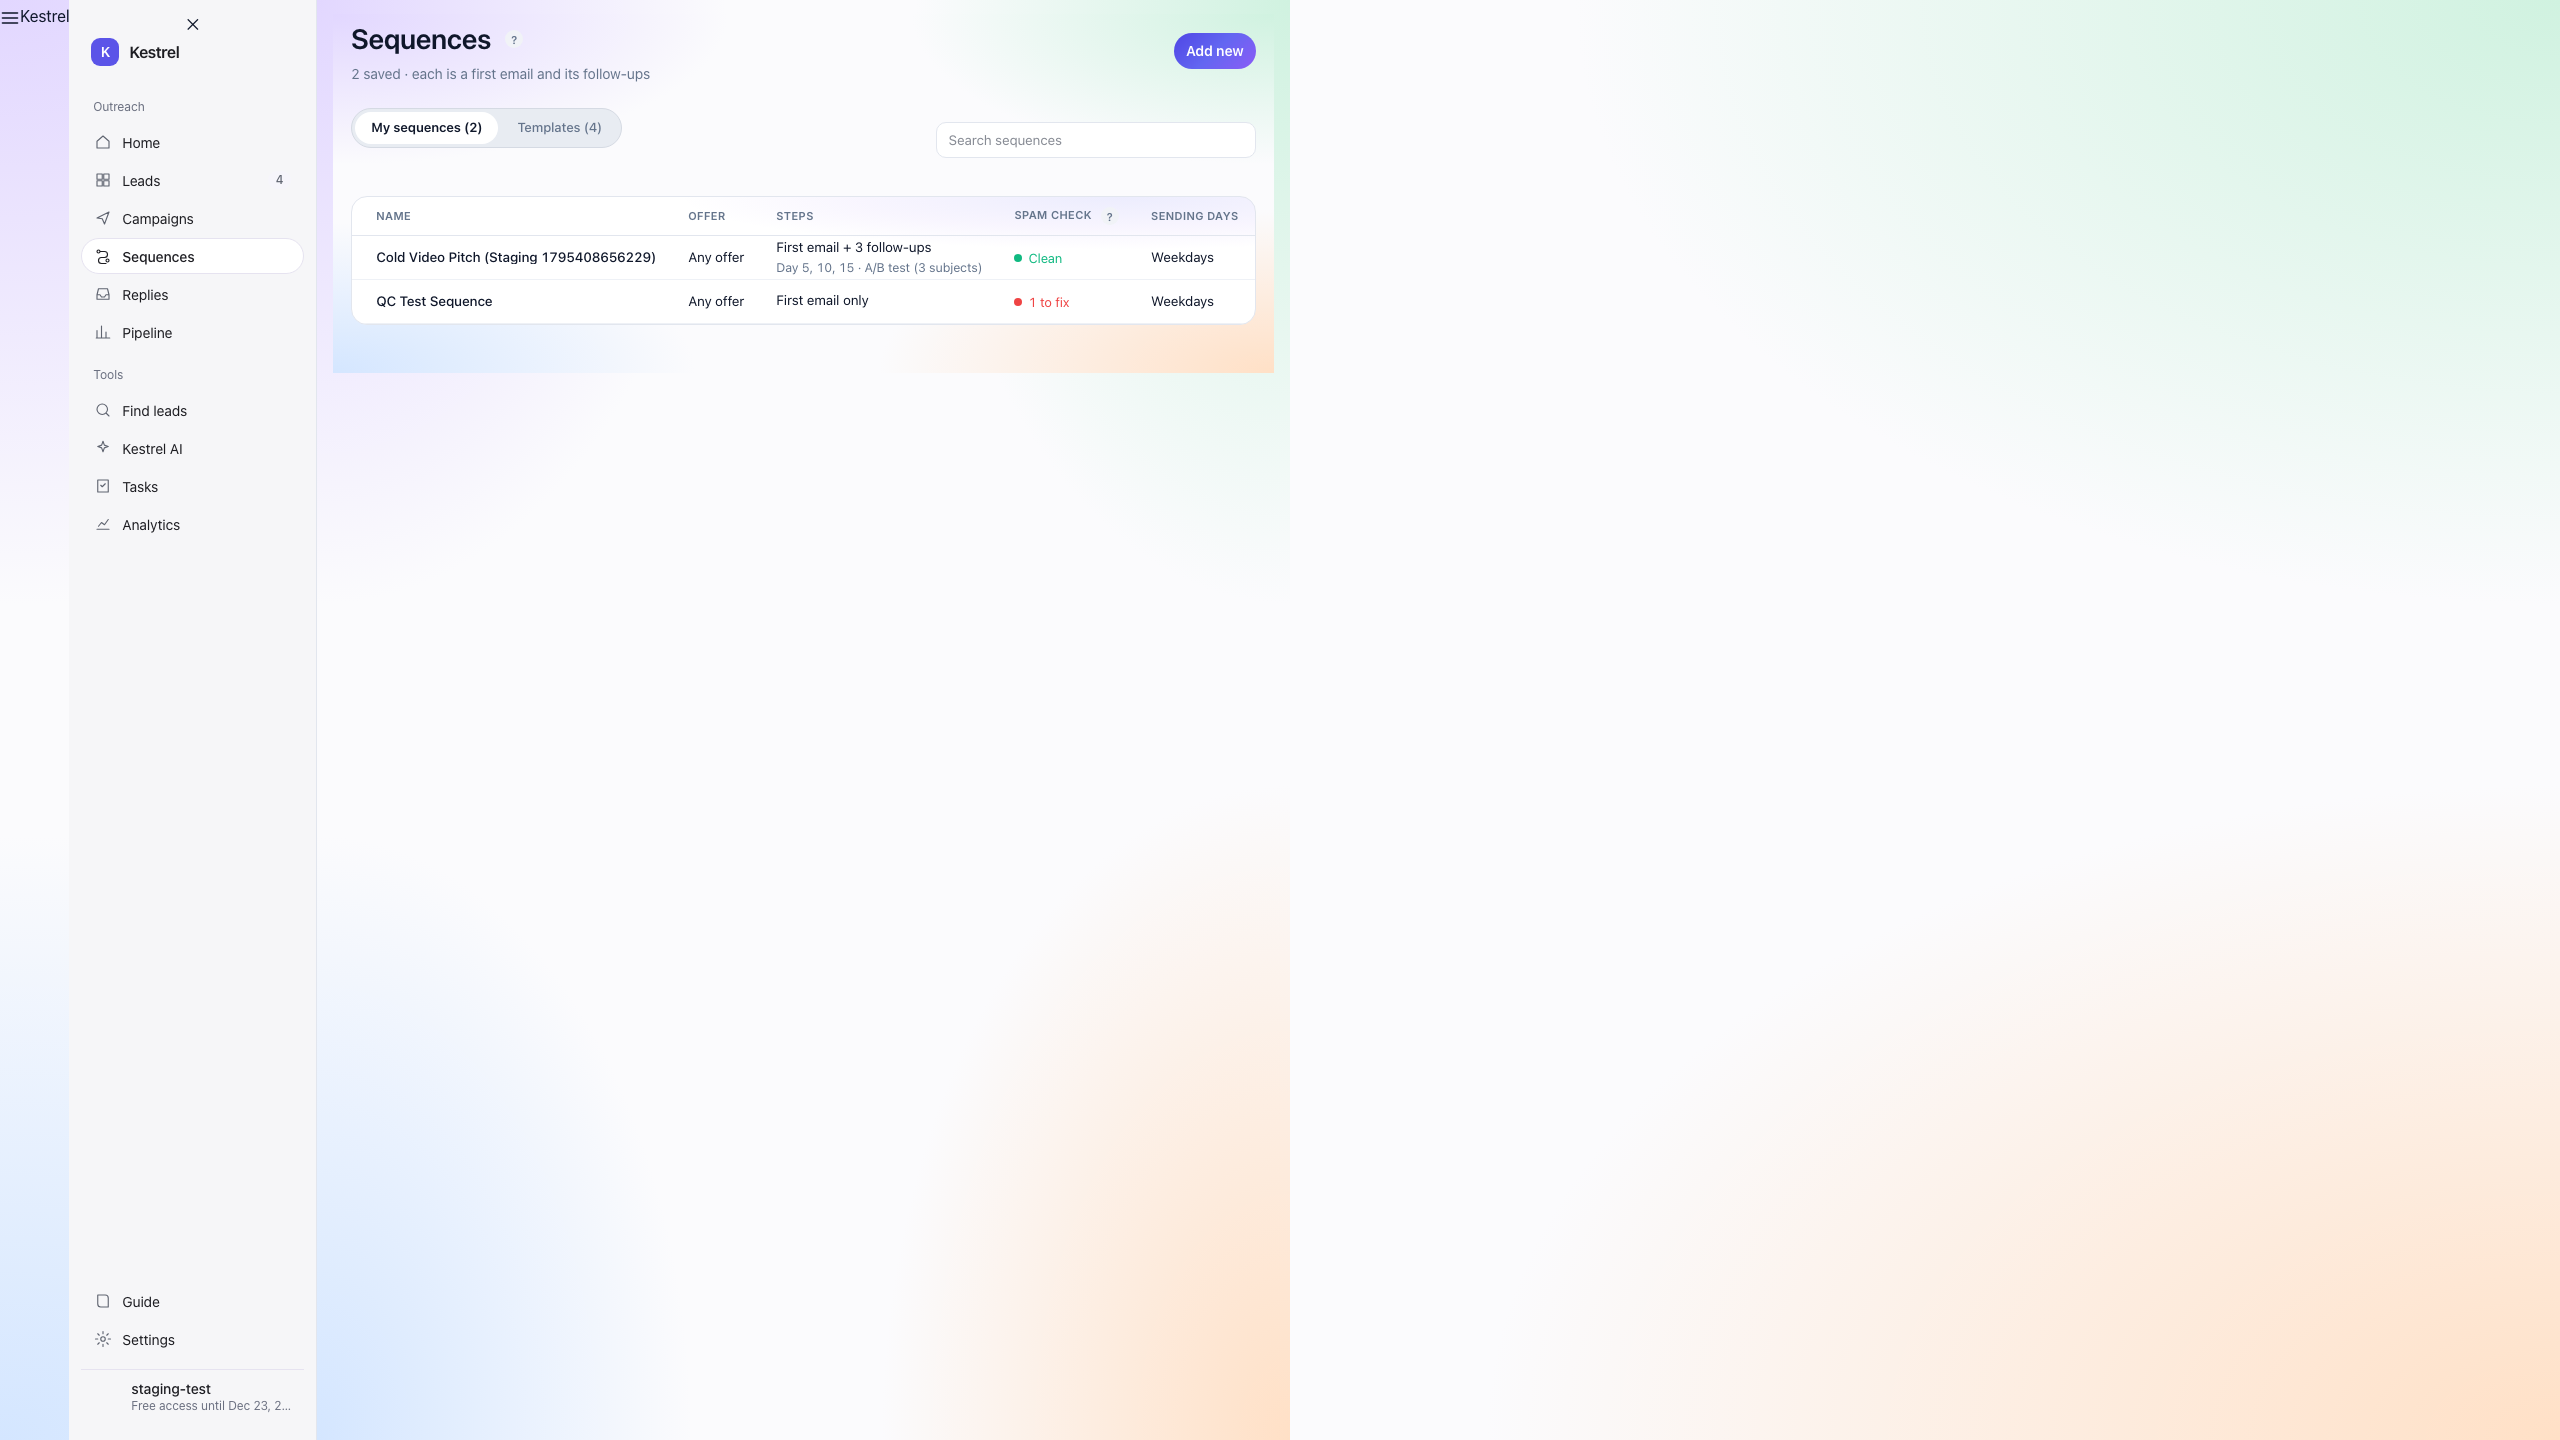 Kestrel
K Kestrel
Outreach
Home
Leads 4
Campaigns
Sequences
Replies
Pipeline
Tools
Find leads
Kestrel AI
Tasks
Analytics
Guide
Settings
staging-test
Free access until Dec 23, 2...
Sequences ?
2 saved · each is a first email and its follow-ups
Add new
My sequences (2) Templates (4)
Search sequences
NAME OFFER STEPS SPAM CHECK ? SENDING DAYS
Cold Video Pitch (Staging 1795408656229) Any offer First email + 3 follow-ups Clean Weekdays
Day 5, 10, 15 · A/B test (3 subjects)
QC Test Sequence Any offer First email only 1 to fix Weekdays